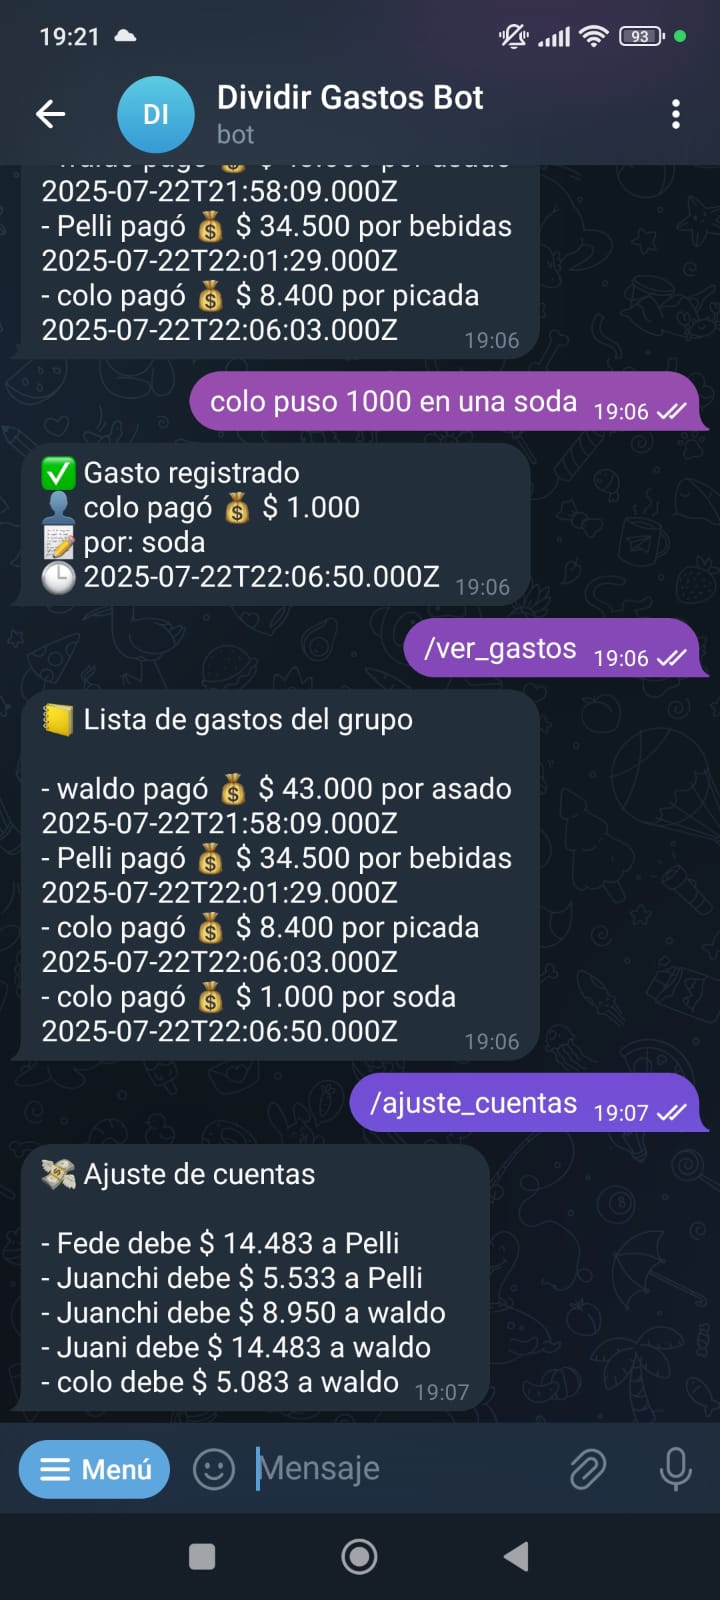 19:21
93
DI
Dividir Gastos Bot
bot
2025-07-22T21:58:09.000Z
- Pelli pagó 💰 $ 34.500 por bebidas
2025-07-22T22:01:29.000Z
- colo pagó 💰 $ 8.400 por picada
2025-07-22T22:06:03.000Z
19:06
colo puso 1000 en una soda 19:06
✅ Gasto registrado
👤 colo pagó 💰 $ 1.000
📝 por: soda
🕒 2025-07-22T22:06:50.000Z 19:06
/ver_gastos 19:06
📒 Lista de gastos del grupo
- waldo pagó 💰 $ 43.000 por asado
2025-07-22T21:58:09.000Z
- Pelli pagó 💰 $ 34.500 por bebidas
2025-07-22T22:01:29.000Z
- colo pagó 💰 $ 8.400 por picada
2025-07-22T22:06:03.000Z
- colo pagó 💰 $ 1.000 por soda
2025-07-22T22:06:50.000Z
19:06
/ajuste_cuentas 19:07
💸 Ajuste de cuentas
- Fede debe $ 14.483 a Pelli
- Juanchi debe $ 5.533 a Pelli
- Juanchi debe $ 8.950 a waldo
- Juani debe $ 14.483 a waldo
- colo debe $ 5.083 a waldo 19:07
Menú
Mensaje